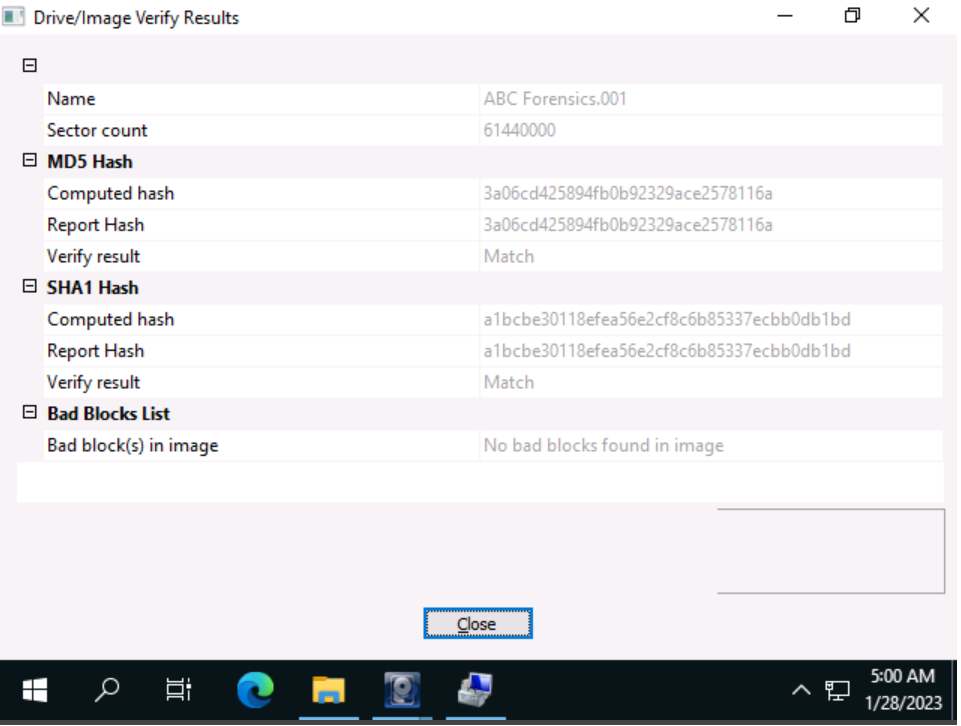 Drive/Image Verify Results
Name ABC Forensics.001
Sector count 61440000
MD5 Hash
Computed hash 3a06cd425894fb0b92329ace2578116a
Report Hash 3a06cd425894fb0b92329ace2578116a
Verify result Match
SHA1 Hash
Computed hash a1bcbe30118efea56e2cf8c6b85337ecbb0db1bd
Report Hash a1bcbe30118efea56e2cf8c6b85337ecbb0db1bd
Verify result Match
Bad Blocks List
Bad block(s) in image No bad blocks found in image
Close
5:00 AM
1/28/2023